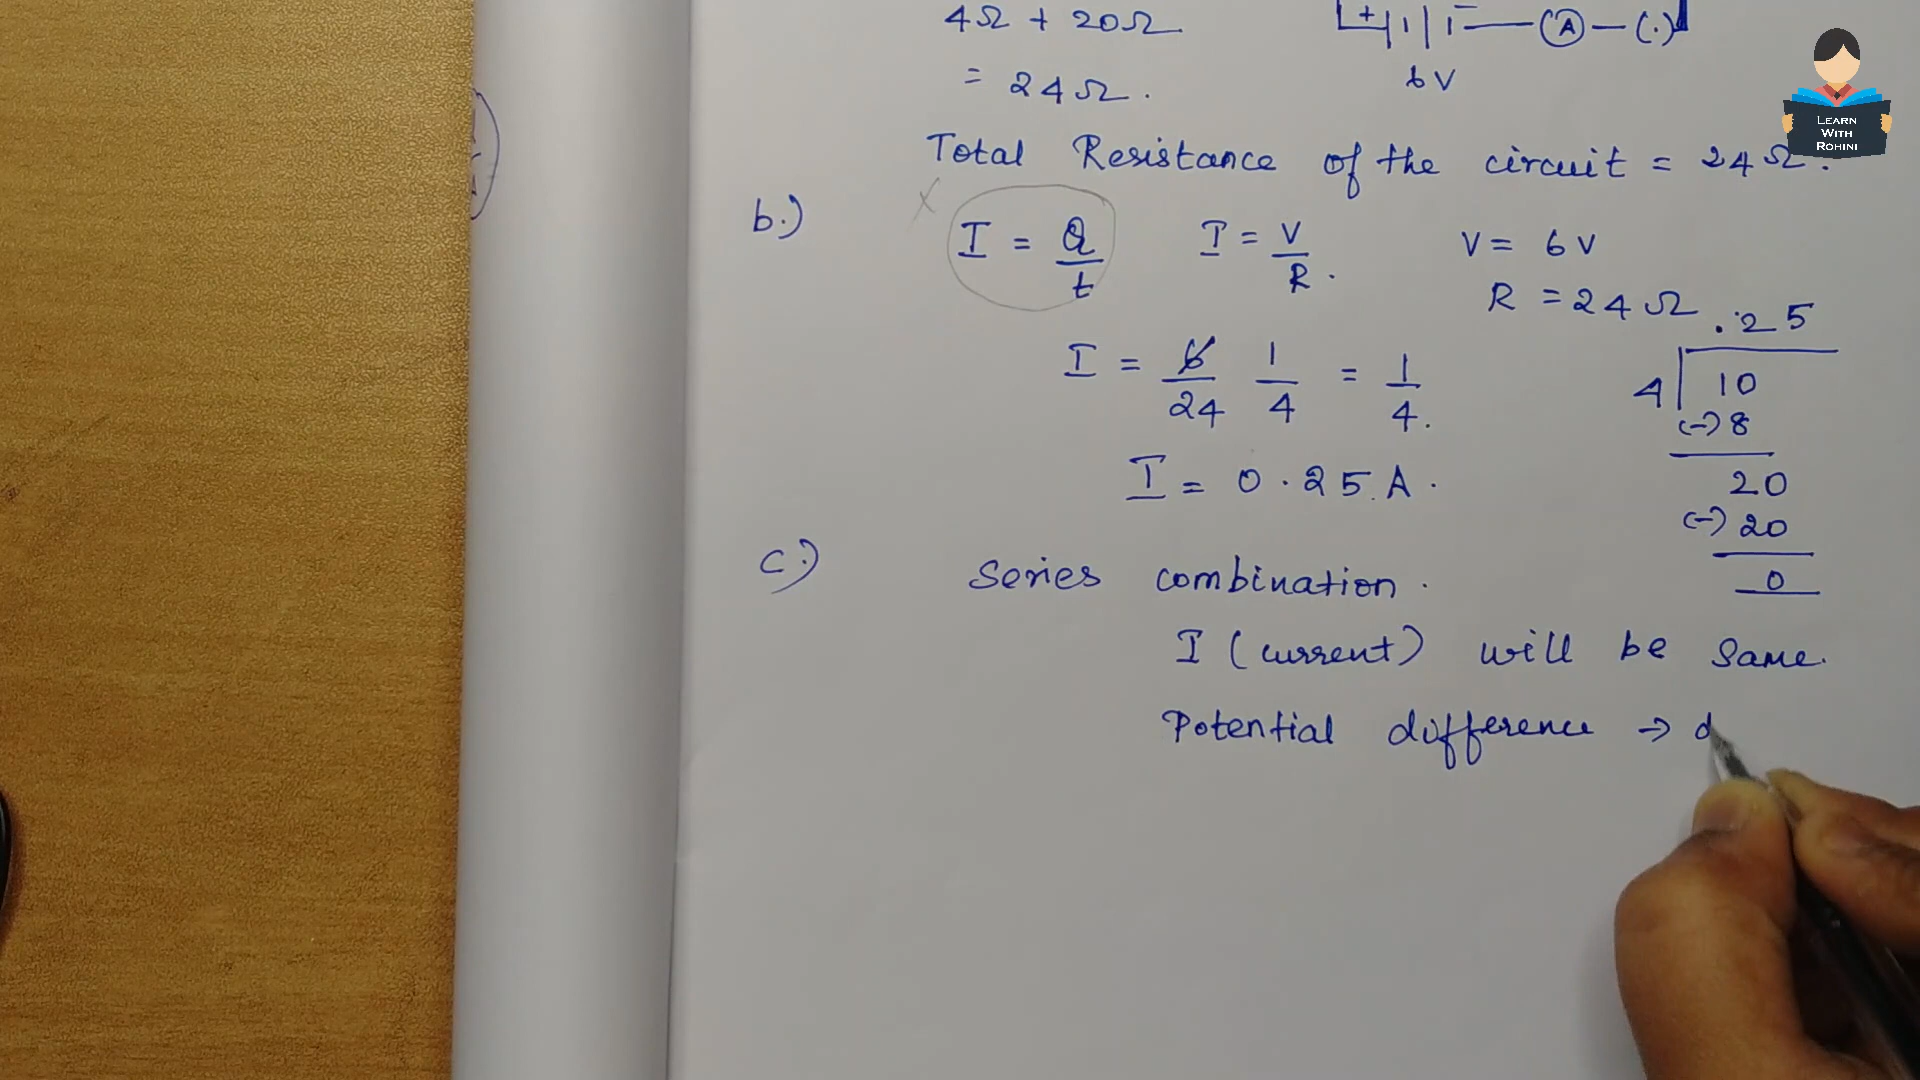 4Ω + 20Ω
= 24Ω.
+
A
(.)
6V
LEARN
WITH
ROHINI
Total Resistance of the circuit = 24Ω.
b.)
x
I = Q/t
I = V/R.
V = 6V
R = 24Ω
I = 6/24 1/4 = 1/4.
I = 0.25 A.
.25
4 10
(-) 8
20
(-) 20
0
c.)
Series combination.
I (current) will be same.
Potential difference → d